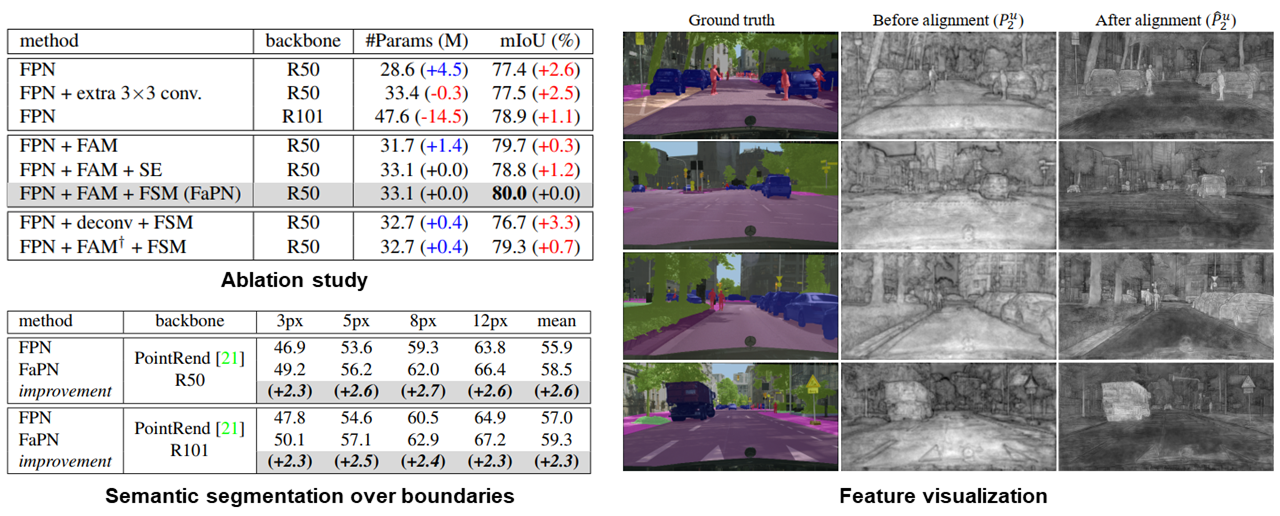 method backbone #Params (M) mIoU (%)
FPN R50 28.6 (+4.5) 77.4 (+2.6)
FPN + extra 3×3 conv. R50 33.4 (-0.3) 77.5 (+2.5)
FPN R101 47.6 (-14.5) 78.9 (+1.1)
FPN + FAM R50 31.7 (+1.4) 79.7 (+0.3)
FPN + FAM + SE R50 33.1 (+0.0) 78.8 (+1.2)
FPN + FAM + FSM (FaPN) R50 33.1 (+0.0) 80.0 (+0.0)
FPN + deconv + FSM R50 32.7 (+0.4) 76.7 (+3.3)
FPN + FAM† + FSM R50 32.7 (+0.4) 79.3 (+0.7)
Ablation study
method backbone 3px 5px 8px 12px mean
FPN 46.9 53.6 59.3 63.8 55.9
PointRend [21]
FaPN 49.2 56.2 62.0 66.4 58.5
R50
improvement (+2.3) (+2.6) (+2.7) (+2.6) (+2.6)
FPN 47.8 54.6 60.5 64.9 57.0
PointRend [21]
FaPN 50.1 57.1 62.9 67.2 59.3
R101
improvement (+2.3) (+2.5) (+2.4) (+2.3) (+2.3)
Semantic segmentation over boundaries
Ground truth Before alignment (P₂ᵘ) After alignment (P̂₂ᵘ)
Feature visualization